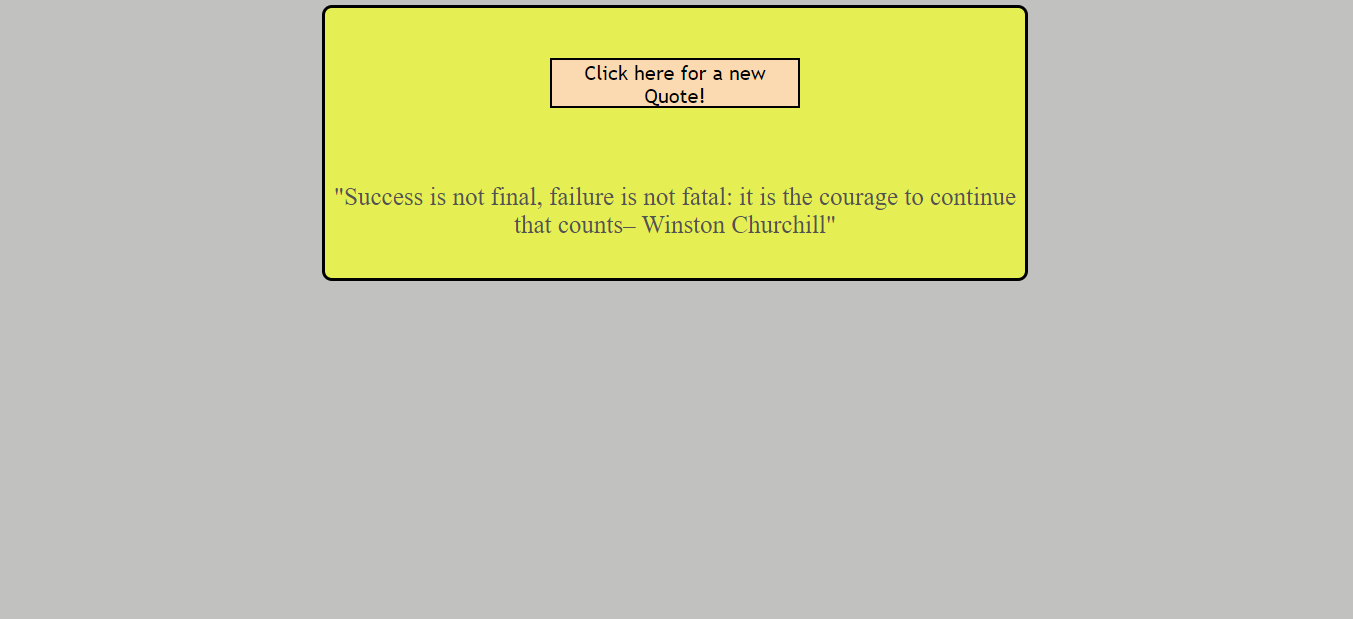 Click here for a new
Quote!
"Success is not final, failure is not fatal: it is the courage to continue
that counts– Winston Churchill"